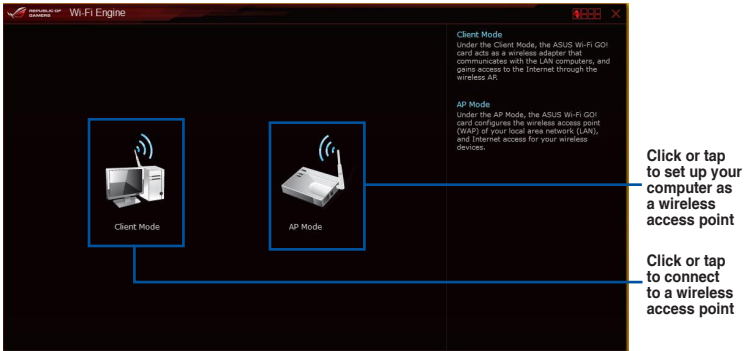 REPUBLIC OF
GAMERS
Wi-Fi Engine
Client Mode
Under the Client Mode, the ASUS Wi-Fi GO!
card acts as a wireless adapter that
communicates with the LAN computers, and
gains access to the Internet through the
wireless AP.
AP Mode
Under the AP Mode, the ASUS Wi-Fi GO!
card configures the wireless access point
(WAP) of your local area network (LAN),
and Internet access for your wireless
devices.
Client Mode
AP Mode
Click or tap
to set up your
computer as
a wireless
access point
Click or tap
to connect
to a wireless
access point